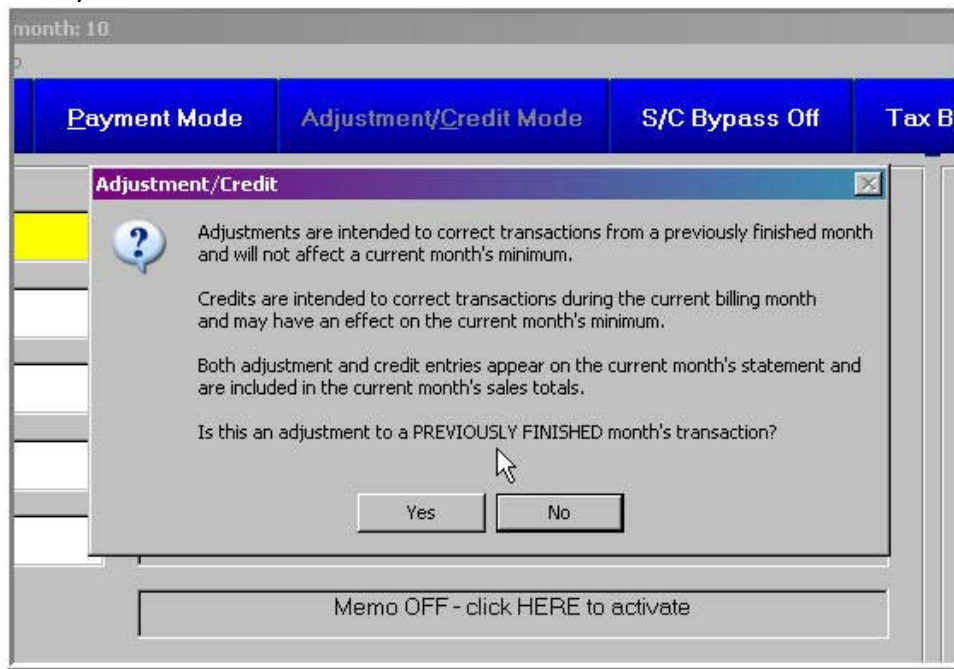 month: 10
Payment Mode Adjustment/Credit Mode S/C Bypass Off Tax B
Adjustment/Credit
Adjustments are intended to correct transactions from a previously finished month
and will not affect a current month's minimum.
Credits are intended to correct transactions during the current billing month
and may have an effect on the current month's minimum.
Both adjustment and credit entries appear on the current month's statement and
are included in the current month's sales totals.
Is this an adjustment to a PREVIOUSLY FINISHED month's transaction?
Yes No
Memo OFF - click HERE to activate